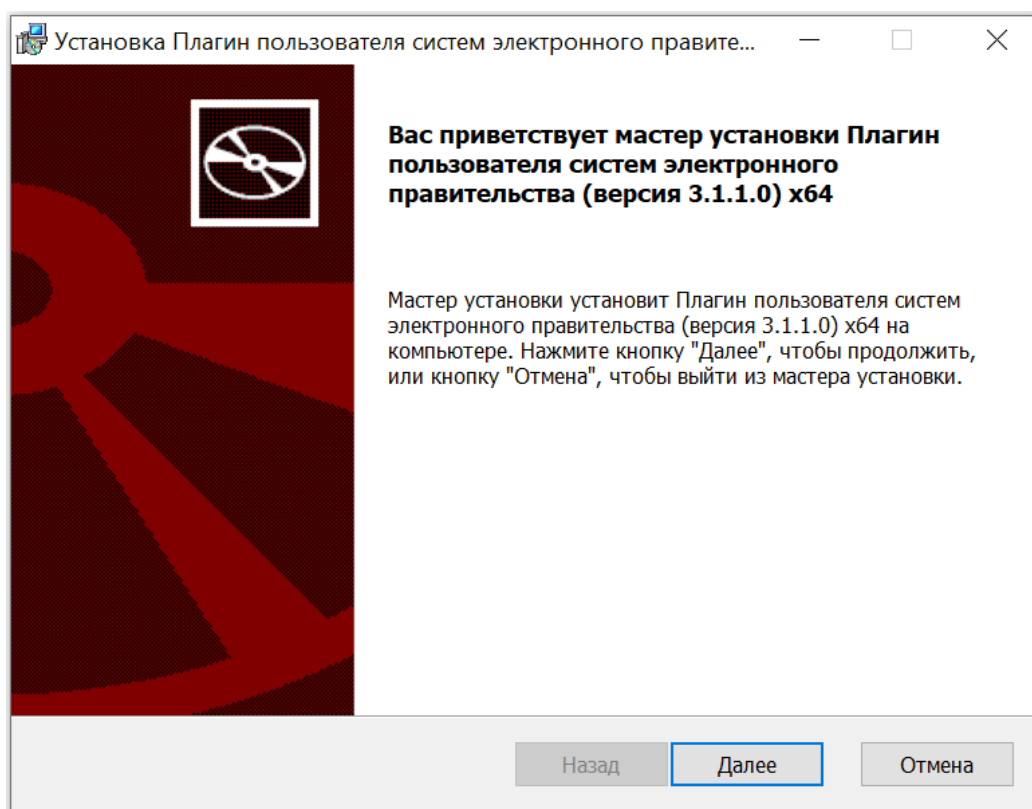 Установка Плагин пользователя систем электронного правите...
Вас приветствует мастер установки Плагин
пользователя систем электронного
правительства (версия 3.1.1.0) x64
Мастер установки установит Плагин пользователя систем
электронного правительства (версия 3.1.1.0) x64 на
компьютере. Нажмите кнопку "Далее", чтобы продолжить,
или кнопку "Отмена", чтобы выйти из мастера установки.
Назад
Далее
Отмена